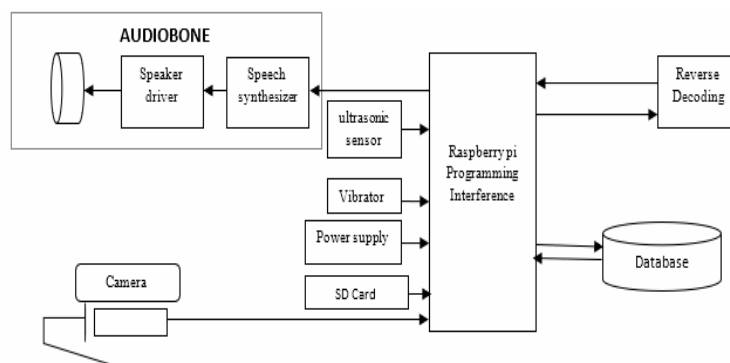 AUDIOBONE
Speaker
driver
Speech
synthesizer
ultrasonic
sensor
Vibrator
Power supply
SD Card
Camera
Raspberry pi
Programming
Interference
Reverse
Decoding
Database